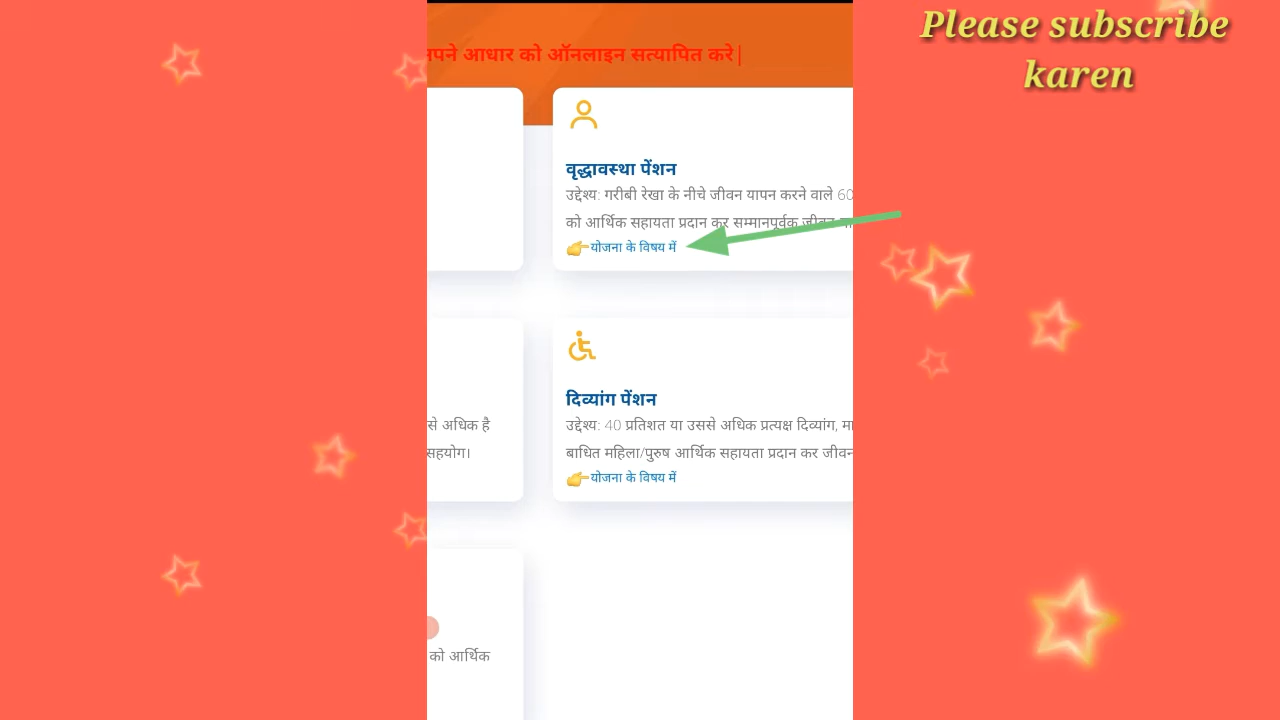 Please subscribe
karen
आधार को ऑनलाइन सत्यापित करे|
वृद्धावस्था पेंशन
उद्देश्य: गरीबी रेखा के नीचे जीवन यापन करने वाले 60
को आर्थिक सहायता प्रदान कर सम्मानपूर्वक जीवन
👉योजना के विषय में
से अधिक है
सहयोग।
दिव्यांग पेंशन
उद्देश्य: 40 प्रतिशत या उससे अधिक प्रत्यक्ष दिव्यांग,
बाधित महिला/पुरुष आर्थिक सहायता प्रदान कर जीवन
👉योजना के विषय में
को आर्थिक